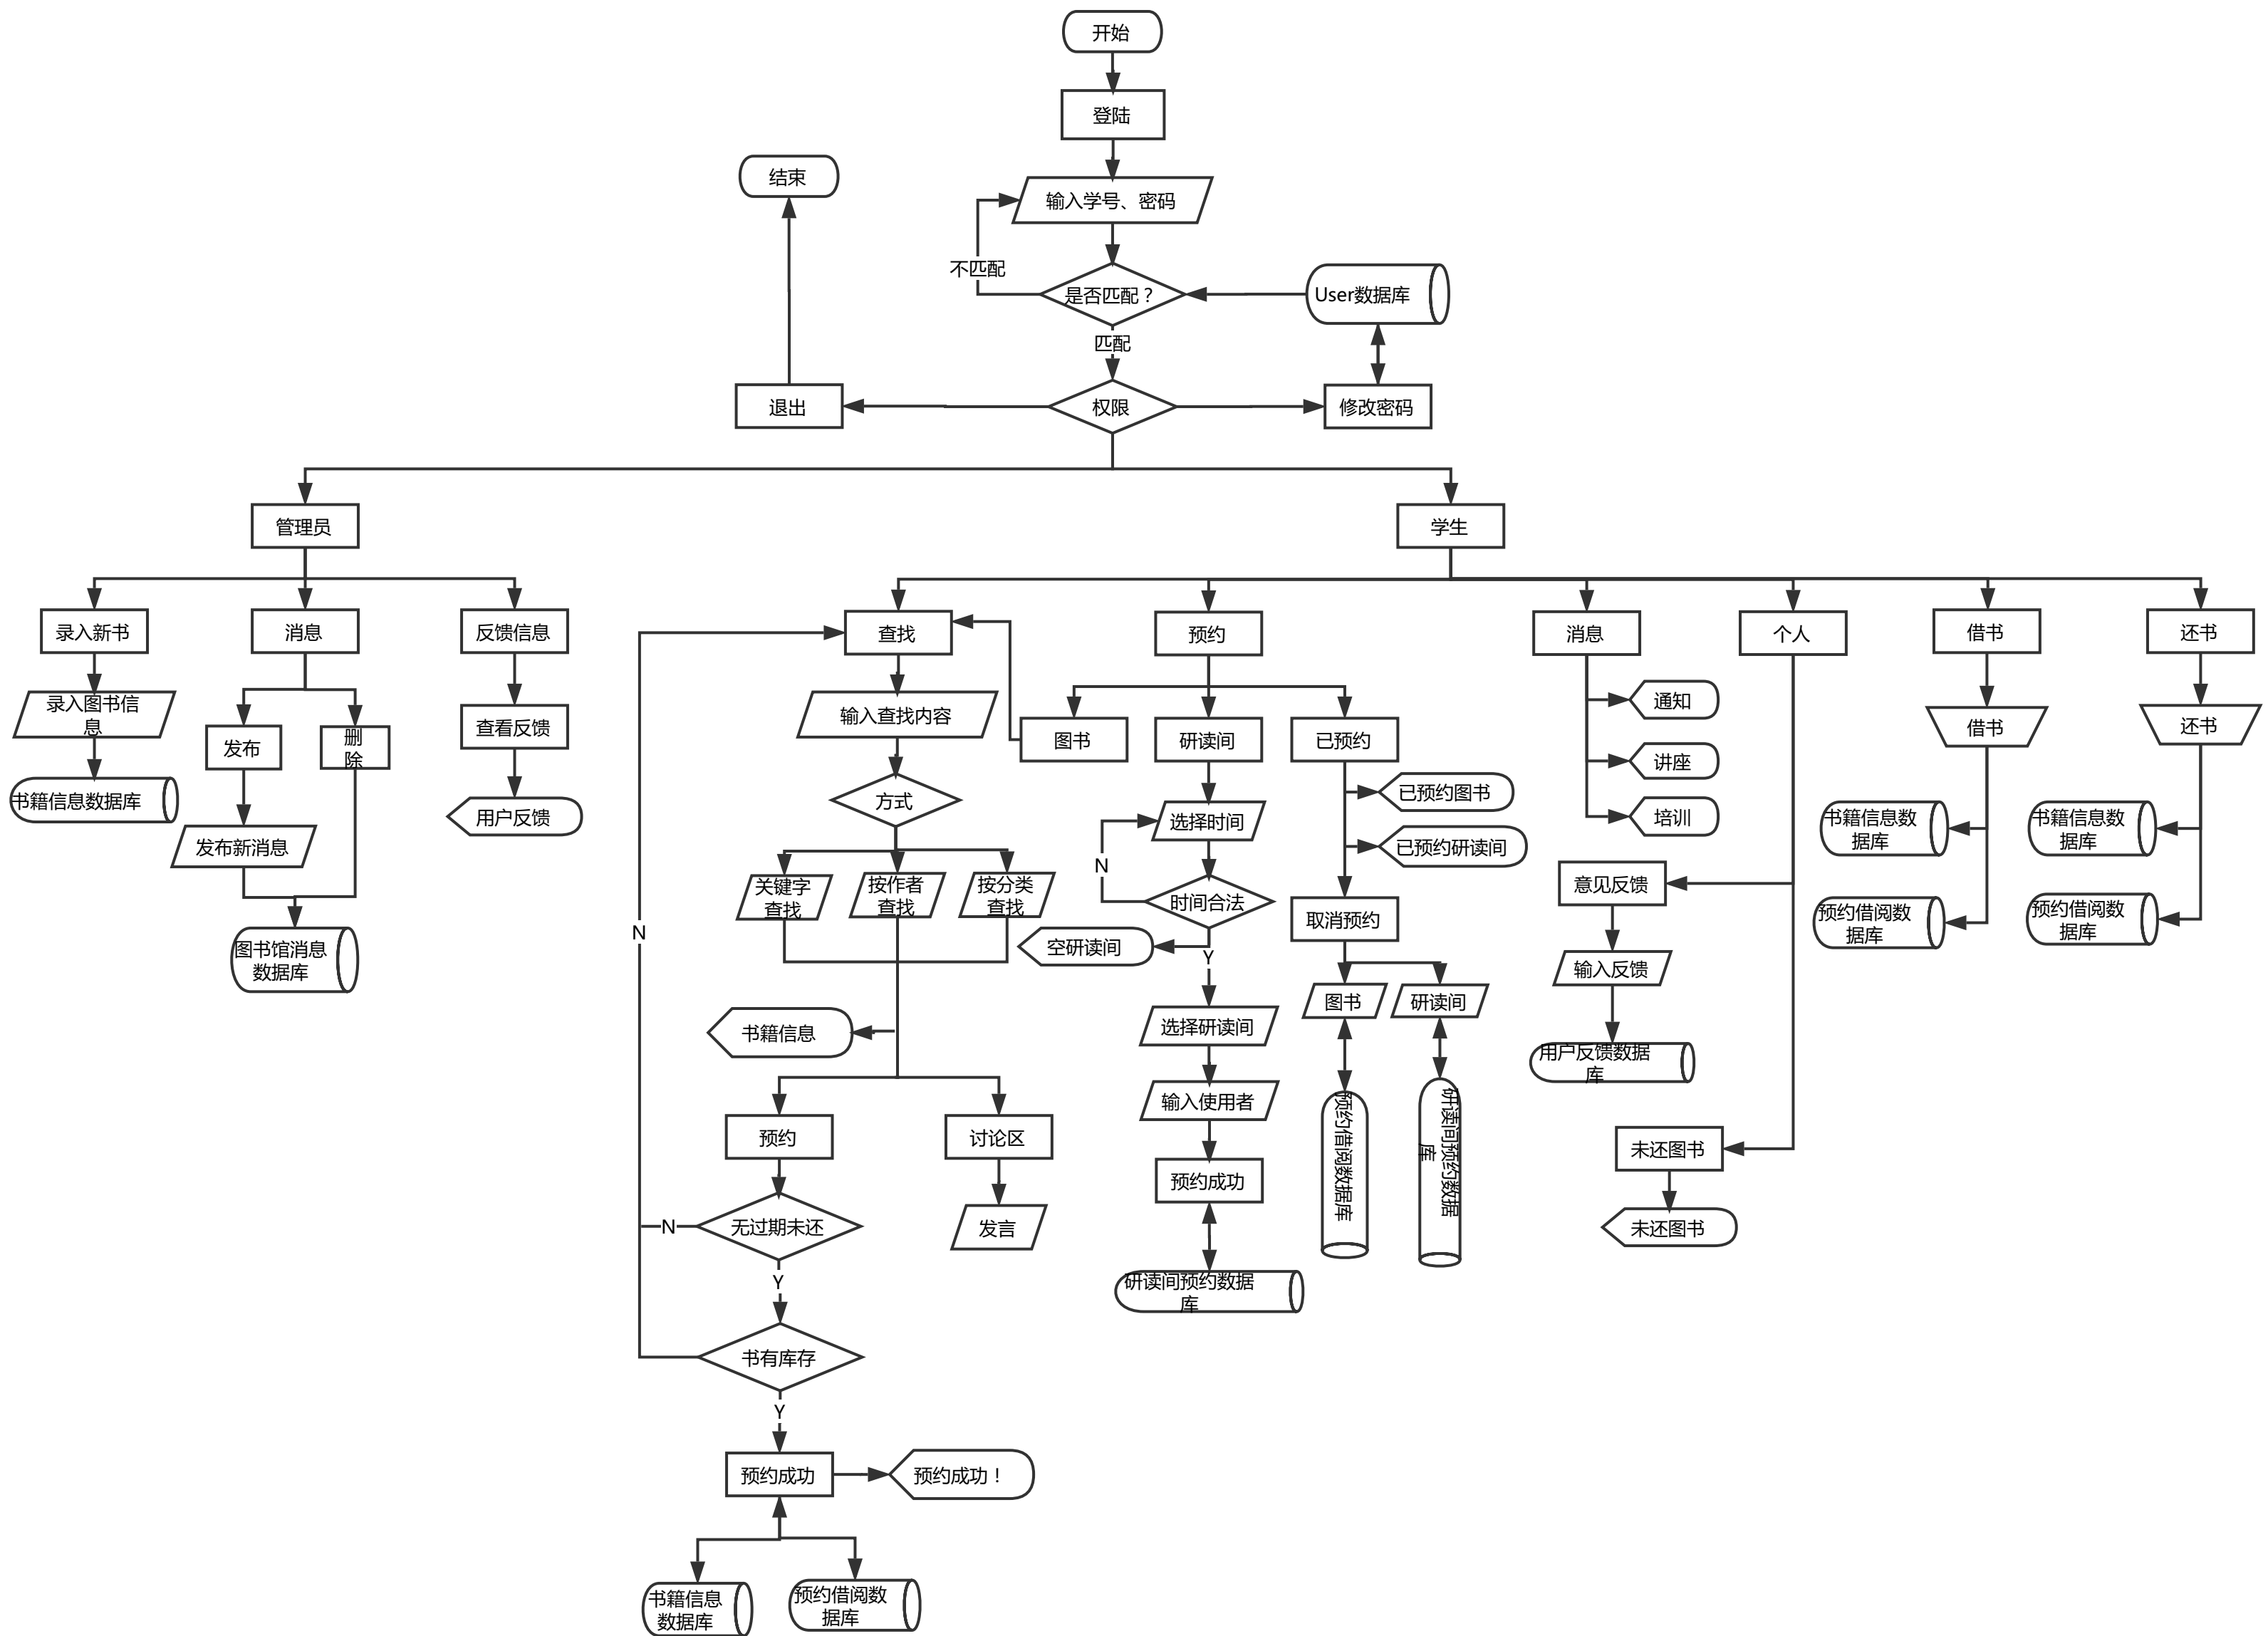 开始
登陆
结束
输入学号、密码
不匹配
是否匹配？
User数据库
匹配
退出
权限
修改密码
管理员
学生
录入新书
消息
反馈信息
查找
预约
消息
个人
借书
还书
录入图书信
息
发布
删
除
查看反馈
输入查找内容
图书
研读间
已预约
通知
讲座
培训
借书
还书
书籍信息数据库
发布新消息
用户反馈
方式
选择时间
已预约图书
已预约研读间
书籍信息数
据库
书籍信息数
据库
关键字
查找
按作者
查找
按分类
查找
N
时间合法
取消预约
意见反馈
预约借阅数
据库
预约借阅数
据库
图书馆消息
数据库
N
空研读间
Y
输入反馈
书籍信息
选择研读间
图书
研读间
用户反馈数据
库
预约
讨论区
输入使用者
预约借阅数据库
研读间预约数据
库
未还图书
预约成功
N
无过期未还
发言
未还图书
Y
研读间预约数据
库
书有库存
Y
预约成功
预约成功！
书籍信息
数据库
预约借阅数
据库